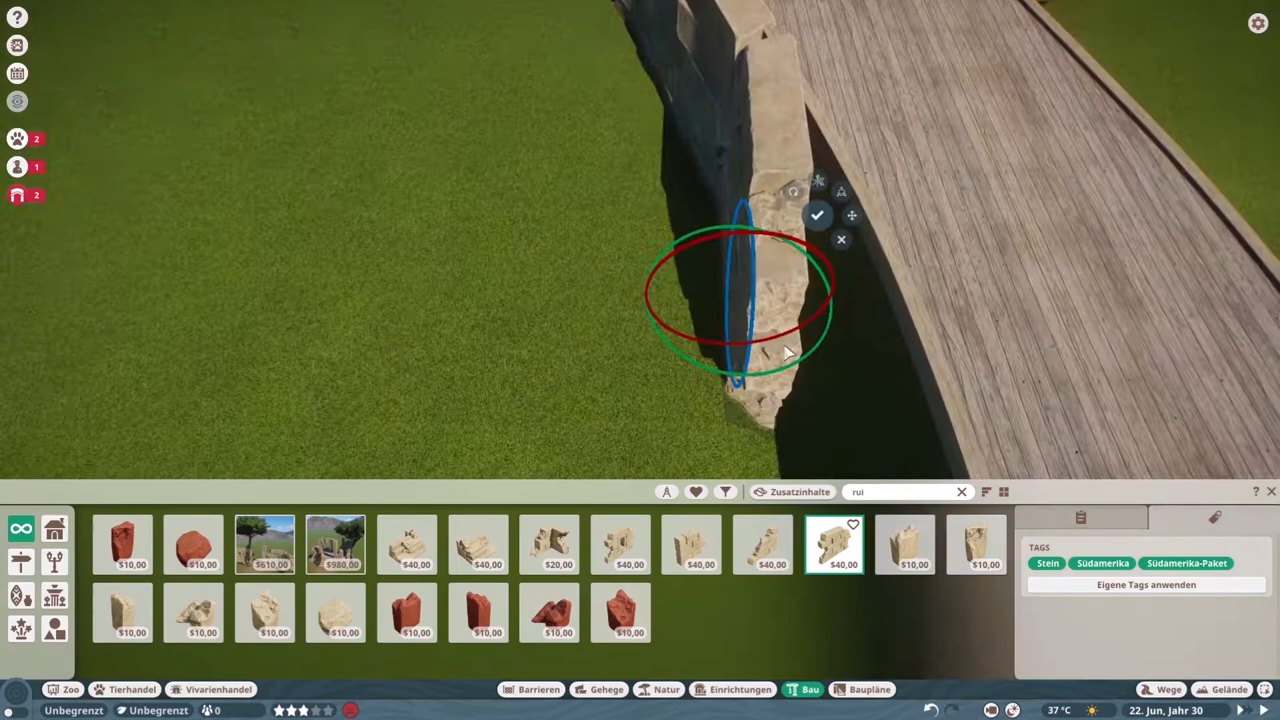 ?
2
1
2
Zusatzinhalte
rui
?
$10,00
$10,00
$610,00
$980,00
$40,00
$40,00
$20,00
$40,00
$40,00
$40,00
$40,00
$10,00
$10,00
$10,00
$10,00
$10,00
$10,00
$10,00
$10,00
$10,00
$10,00
TAGS
Stein
Südamerika
Südamerika-Paket
Eigene Tags anwenden
Zoo
Tierhandel
Vivarienhandel
Barrieren
Gehege
Natur
Einrichtungen
Bau
Baupläne
Wege
Gelände
Unbegrenzt
Unbegrenzt
0
37 °C
22. Jun, Jahr 30